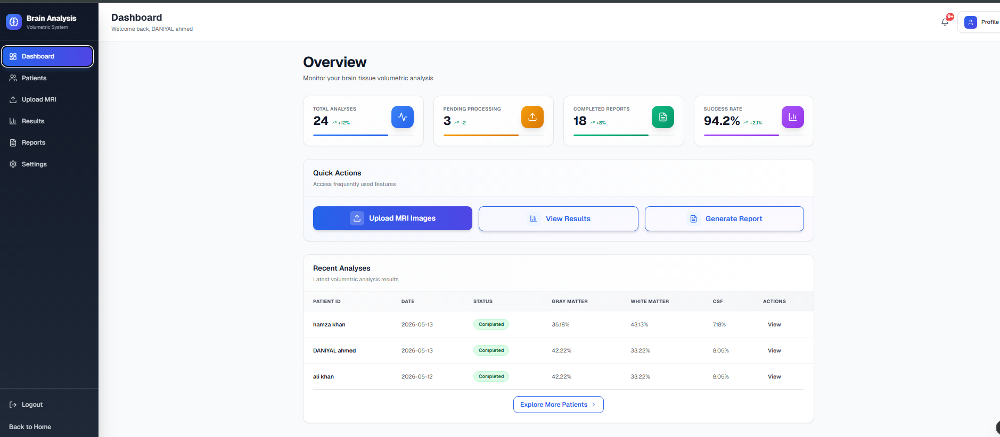 Brain Analysis
Volumetric System
Dashboard
Patients
Upload MRI
Results
Reports
Settings
Logout
Back to Home
Dashboard
Welcome back, DANIYAL ahmed
9+
Profile
Overview
Monitor your brain tissue volumetric analysis
TOTAL ANALYSES
24 +12%
PENDING PROCESSING
3 -2
COMPLETED REPORTS
18 +8%
SUCCESS RATE
94.2% +2.1%
Quick Actions
Access frequently used features
Upload MRI Images
View Results
Generate Report
Recent Analyses
Latest volumetric analysis results
PATIENT ID DATE STATUS GRAY MATTER WHITE MATTER CSF ACTIONS
hamza khan 2026-05-13 Completed 35.18% 43.13% 7.18% View
DANIYAL ahmed 2026-05-13 Completed 42.22% 33.22% 8.05% View
ali khan 2026-05-12 Completed 42.22% 33.22% 8.05% View
Explore More Patients